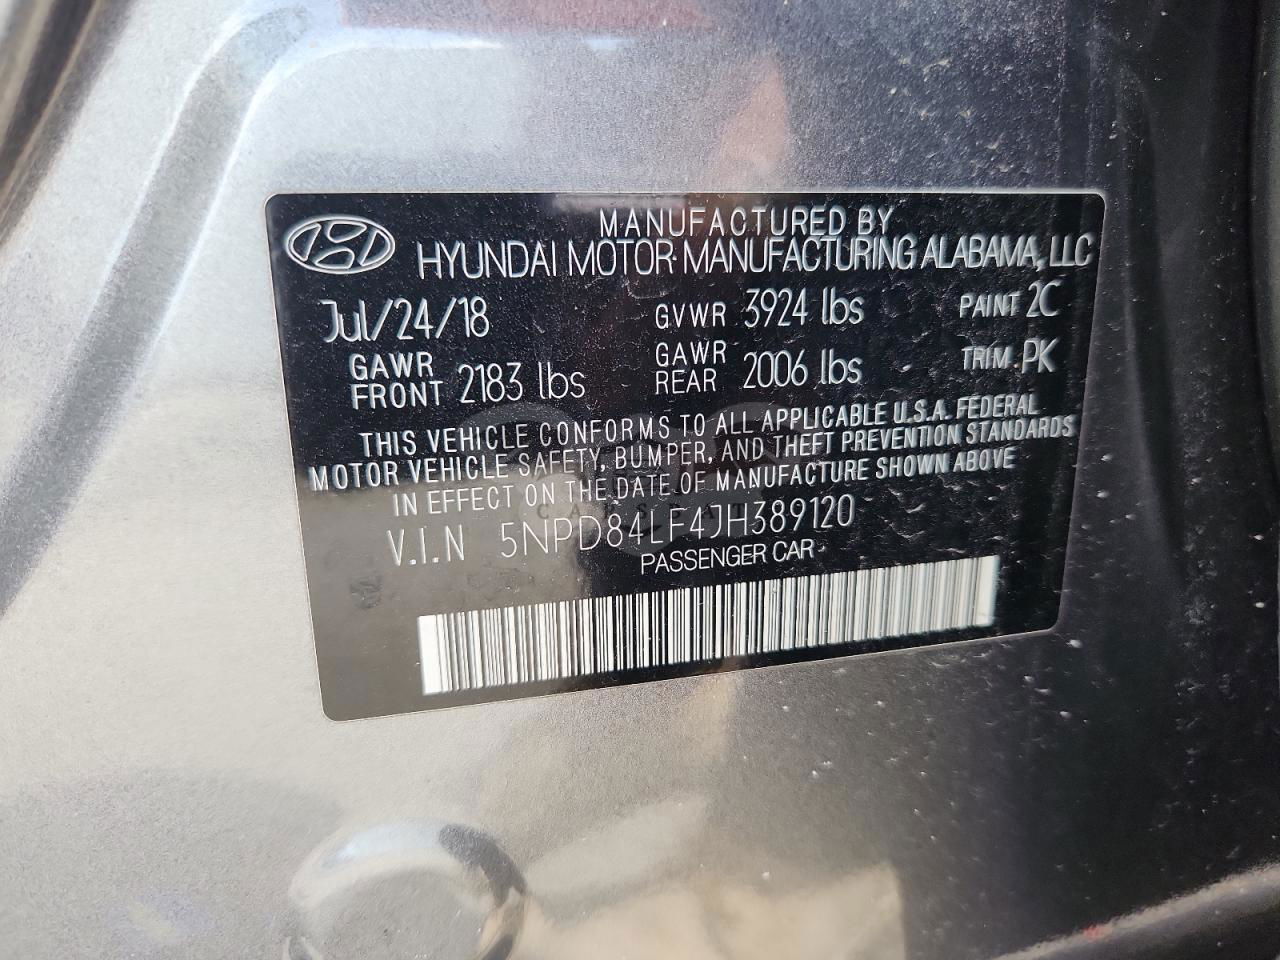 MANUFACTURED BY
HYUNDAI MOTOR MANUFACTURING ALABAMA, LLC
Jul/24/18 GVWR 3924 lbs PAINT 2C
GAWR FRONT 2183 lbs GAWR REAR 2006 lbs TRIM PK
THIS VEHICLE CONFORMS TO ALL APPLICABLE U.S.A. FEDERAL
MOTOR VEHICLE SAFETY, BUMPER, AND THEFT PREVENTION STANDARDS
IN EFFECT ON THE DATE OF MANUFACTURE SHOWN ABOVE
V.I.N 5NPD84LF4JH389120
PASSENGER CAR